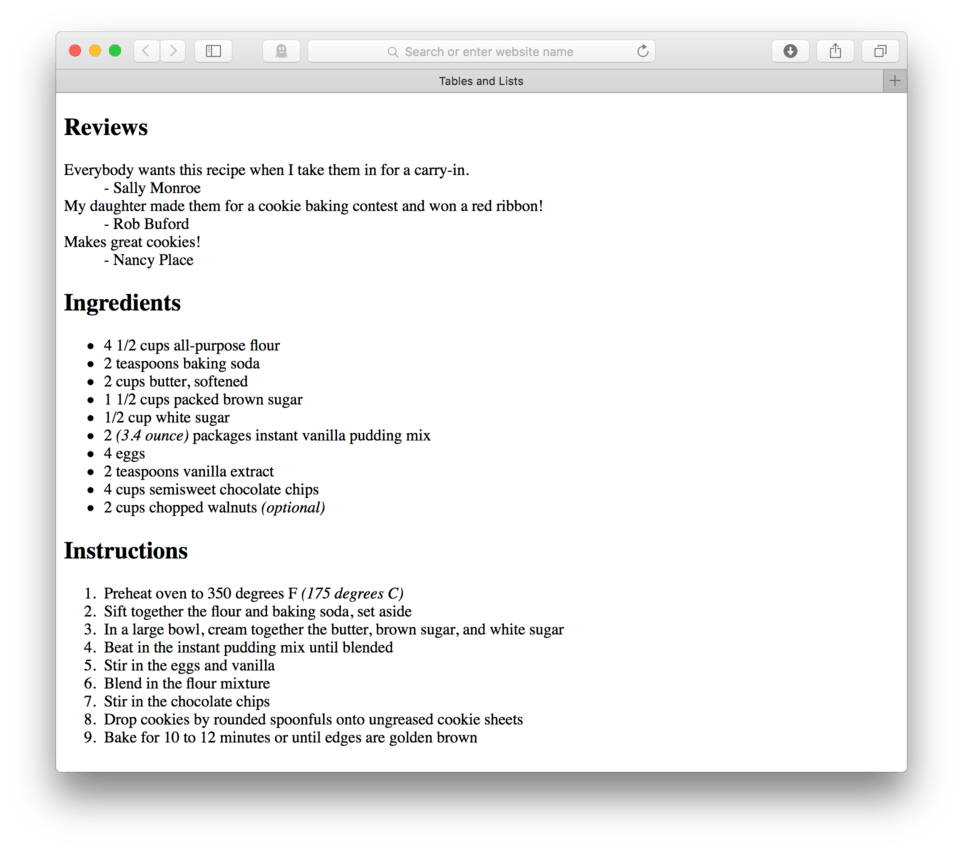 Search or enter website name
Tables and Lists
Reviews
Everybody wants this recipe when I take them in for a carry-in.
- Sally Monroe
My daughter made them for a cookie baking contest and won a red ribbon!
- Rob Buford
Makes great cookies!
- Nancy Place
Ingredients
• 4 1/2 cups all-purpose flour
• 2 teaspoons baking soda
• 2 cups butter, softened
• 1 1/2 cups packed brown sugar
• 1/2 cup white sugar
• 2 (3.4 ounce) packages instant vanilla pudding mix
• 4 eggs
• 2 teaspoons vanilla extract
• 4 cups semisweet chocolate chips
• 2 cups chopped walnuts (optional)
Instructions
1. Preheat oven to 350 degrees F (175 degrees C)
2. Sift together the flour and baking soda, set aside
3. In a large bowl, cream together the butter, brown sugar, and white sugar
4. Beat in the instant pudding mix until blended
5. Stir in the eggs and vanilla
6. Blend in the flour mixture
7. Stir in the chocolate chips
8. Drop cookies by rounded spoonfuls onto ungreased cookie sheets
9. Bake for 10 to 12 minutes or until edges are golden brown